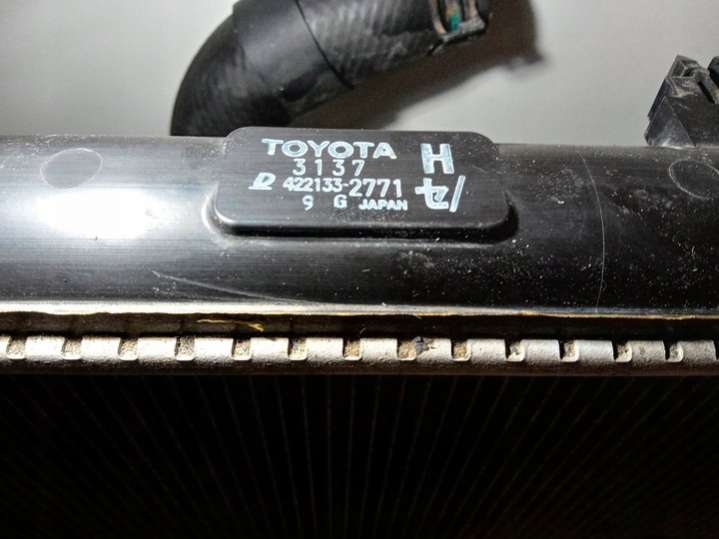 TOYOTA H
3137
422133-2771 セ/
9 G JAPAN